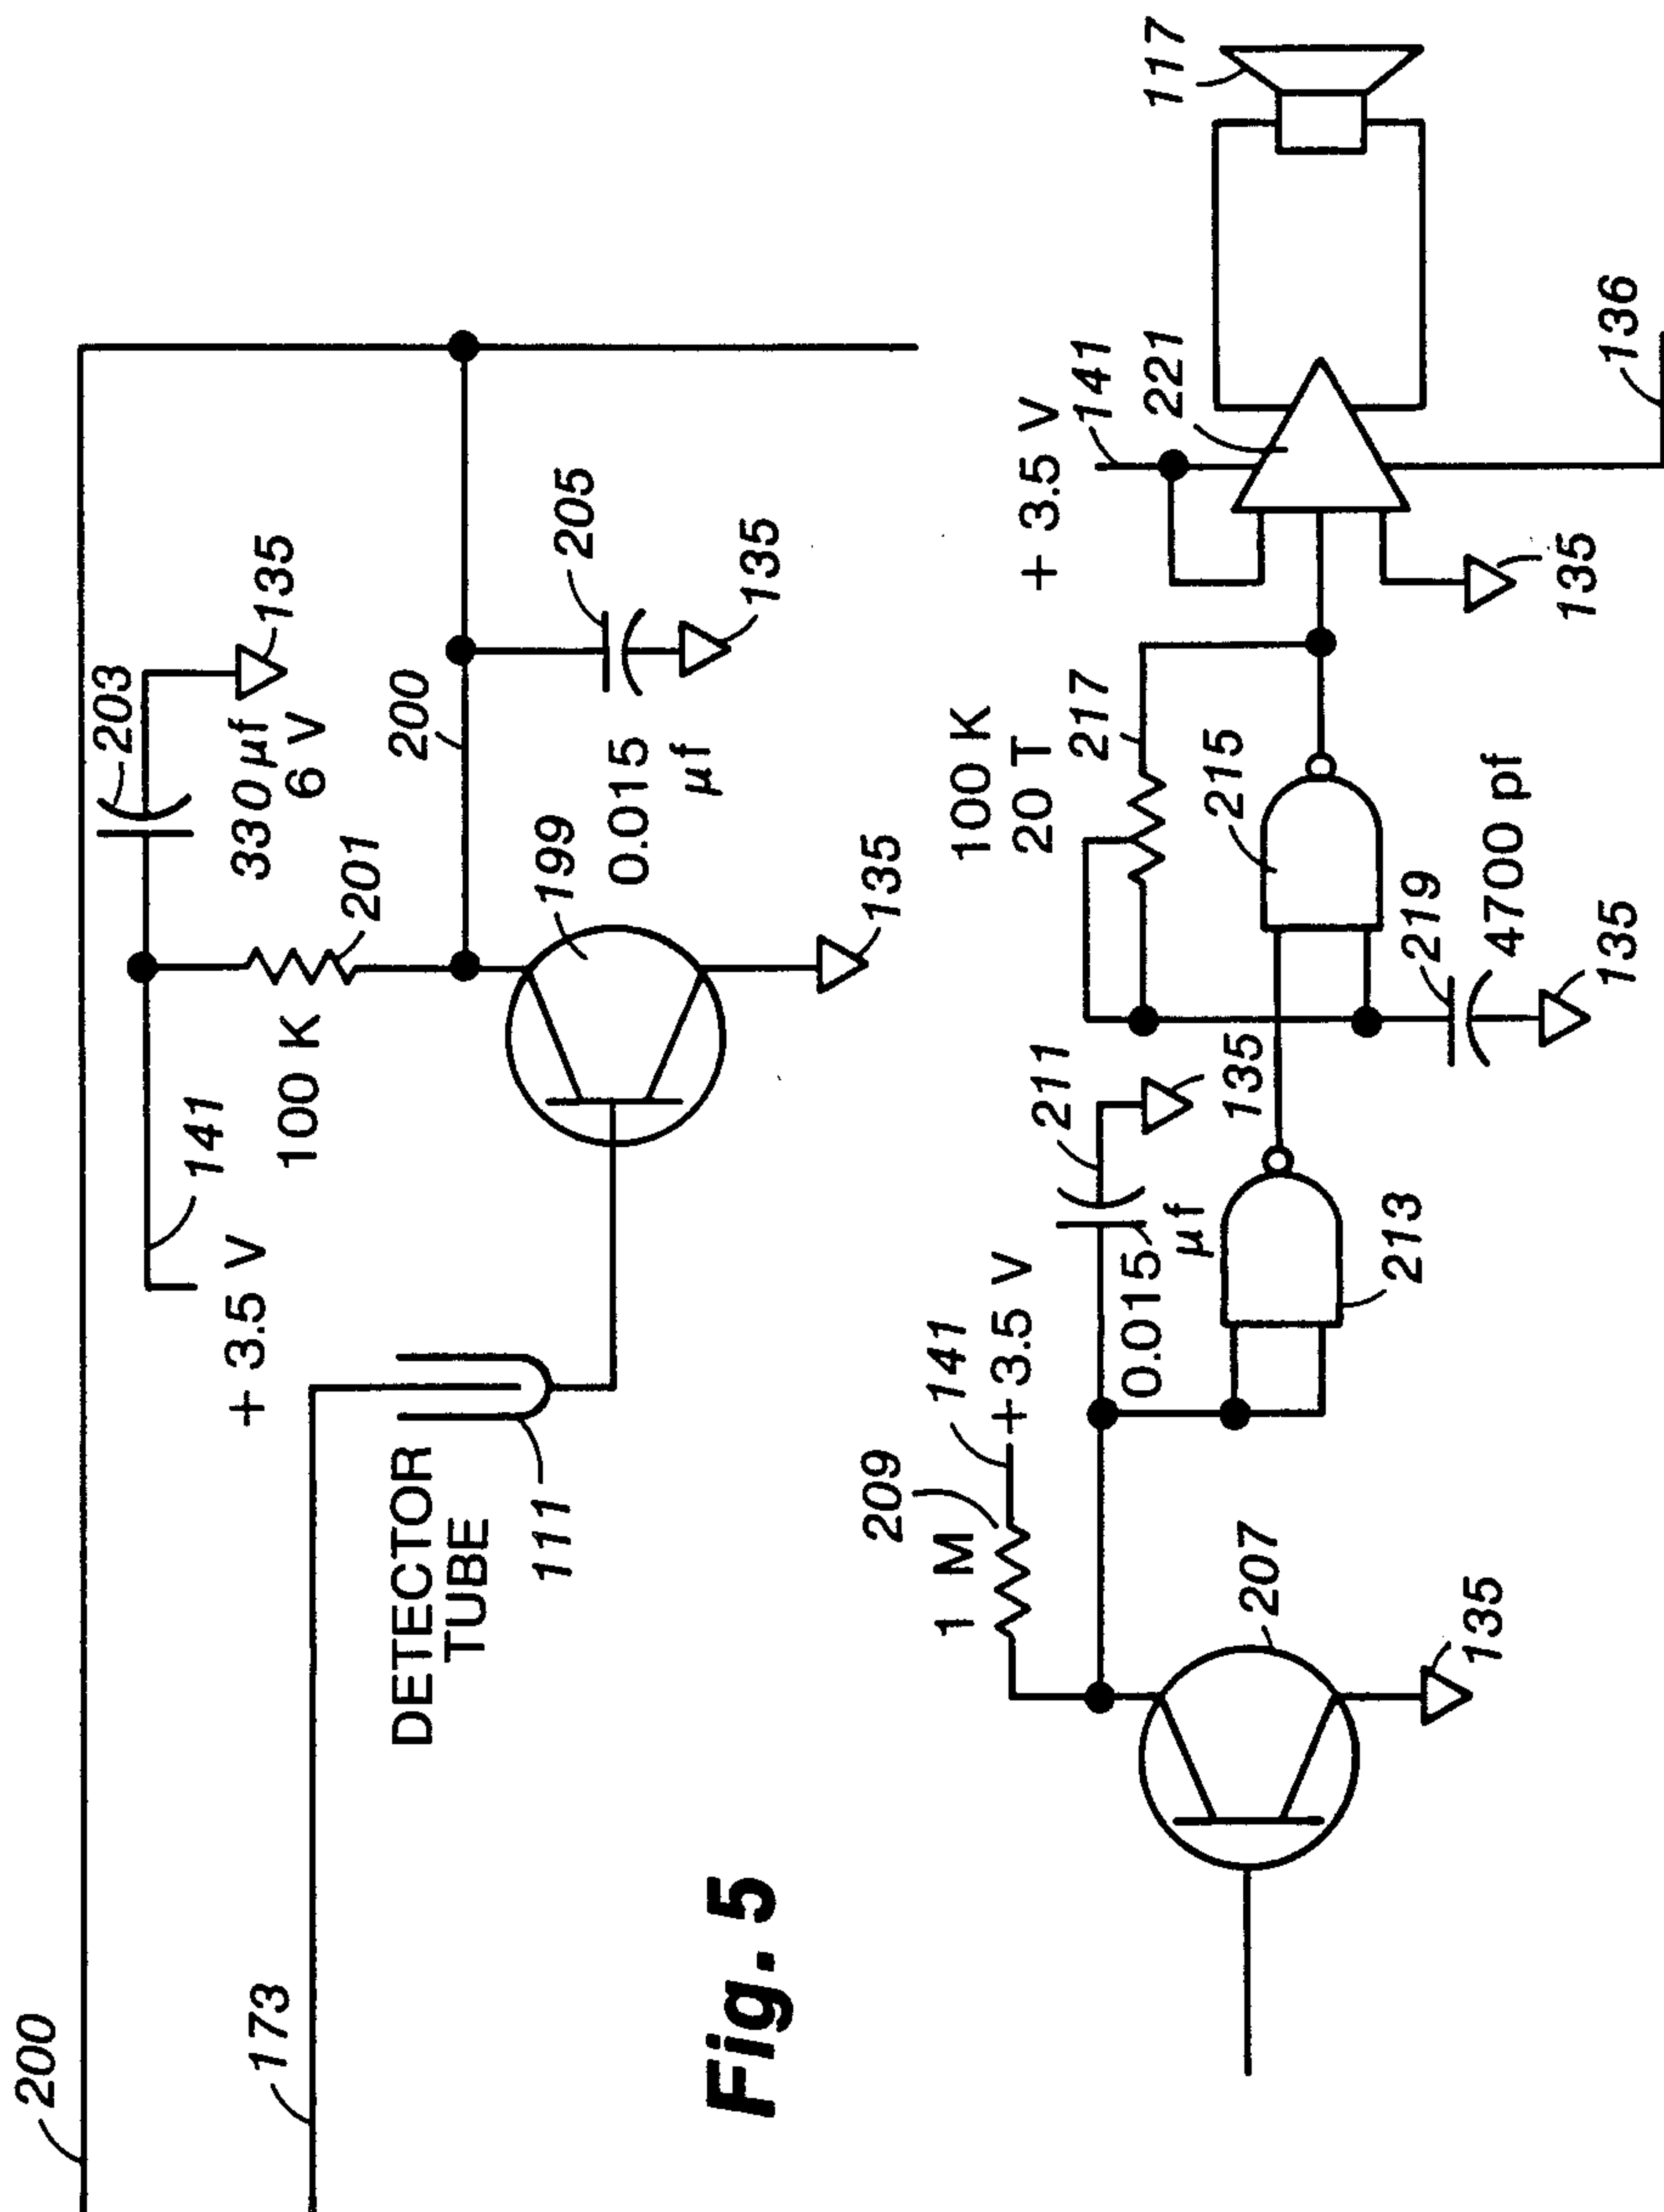 200
173
+ 3.5 V
141
203
330 µf
6 V
135
100 K
201
DETECTOR
TUBE
111
200
199
0.015
µf
205
135
135
Fig. 5
209
1 M
141
+ 3.5 V
207
135
211
0.015
µf
135
213
100 K
20 T
217
215
219
4700 pf
135
+ 3.5 V
141
221
135
117
136